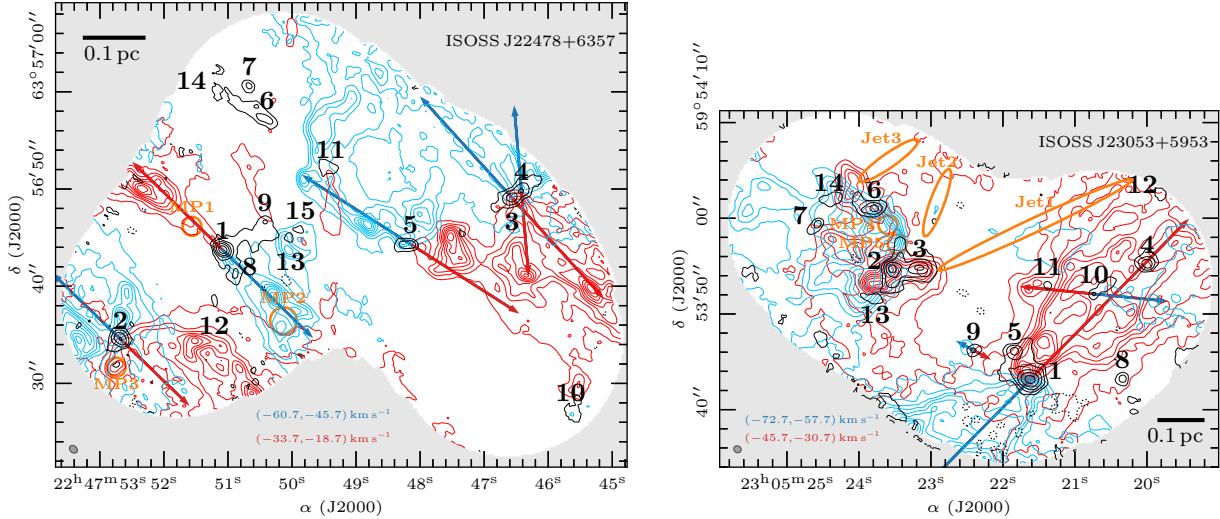 ISOSS J22478+6357
0.1 pc
63°57′00″
56′50″
56′40″
30″
δ (J2000)
14
7
6
11
4
3
MP1
1
9
15
5
8
13
MP2
2
12
MP3
10
(−60.7,−45.7) km s⁻¹
(−33.7,−18.7) km s⁻¹
22ʰ47ᵐ53ˢ
52ˢ
51ˢ
50ˢ
49ˢ
48ˢ
47ˢ
46ˢ
45ˢ
α (J2000)
ISOSS J23053+5953
59°54′10″
54′00″
53′50″
40″
δ (J2000)
Jet3
Jet2
14
6
12
7
Jet1
2
3
4
11
10
13
9
5
1
8
(−72.7,−57.7) km s⁻¹
(−45.7,−30.7) km s⁻¹
0.1 pc
23ʰ05ᵐ25ˢ
24ˢ
23ˢ
22ˢ
21ˢ
20ˢ
α (J2000)